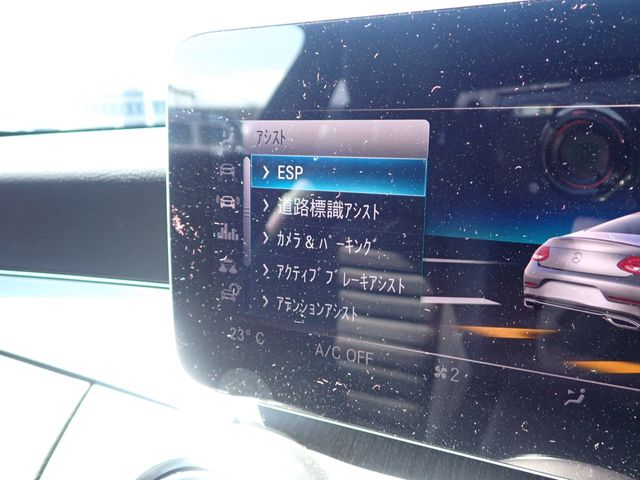 アシスト
ESP
道路標識アシスト
カメラ & パーキング
アクティブブレーキアシスト
アテンションアシスト
23°C
A/C OFF
2